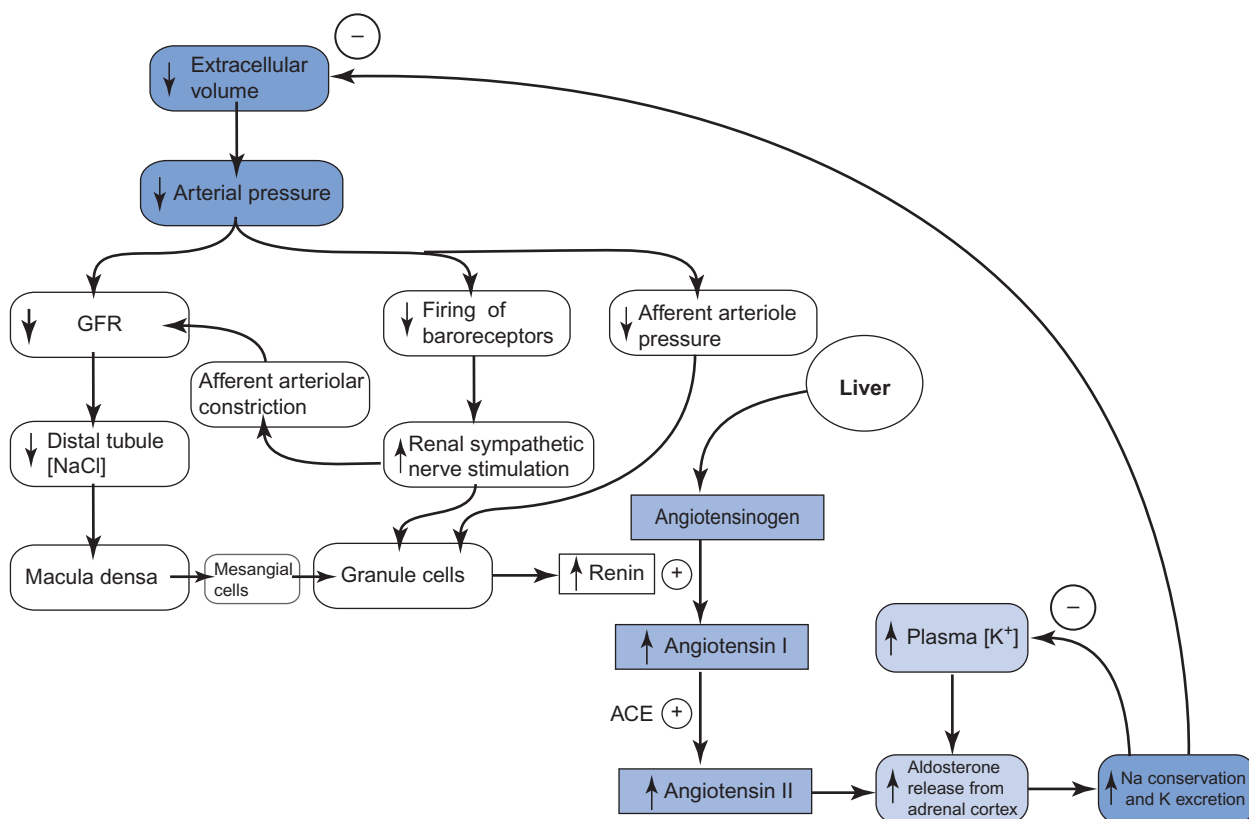 −
Extracellular
volume
Arterial pressure
GFR
Firing of
baroreceptors
Afferent arteriole
pressure
Afferent arteriolar
constriction
Liver
Distal tubule
[NaCl]
Renal sympathetic
nerve stimulation
Angiotensinogen
Macula densa
Mesangial
cells
Granule cells
Renin
+
−
Angiotensin I
Plasma [K⁺]
ACE
+
Angiotensin II
Aldosterone
release from
adrenal cortex
Na conservation
and K excretion